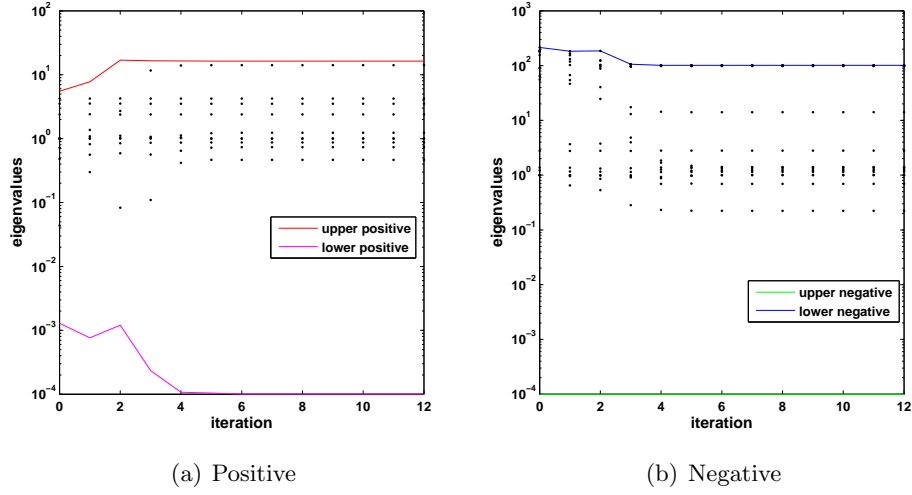 10^2
10^1
10^0
10^-1
10^-2
10^-3
10^-4
eigenvalues
0 2 4 6 8 10 12
iteration
upper positive
lower positive
(a) Positive
10^3
10^2
10^1
10^0
10^-1
10^-2
10^-3
10^-4
eigenvalues
0 2 4 6 8 10 12
iteration
upper negative
lower negative
(b) Negative